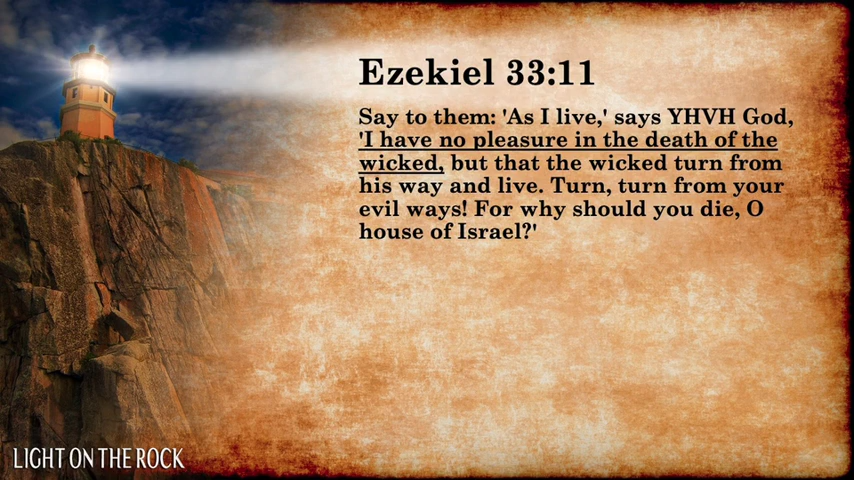 Ezekiel 33:11
Say to them: 'As I live,' says YHVH God,
'I have no pleasure in the death of the
wicked, but that the wicked turn from
his way and live. Turn, turn from your
evil ways! For why should you die, O
house of Israel?'
LIGHT ON THE ROCK